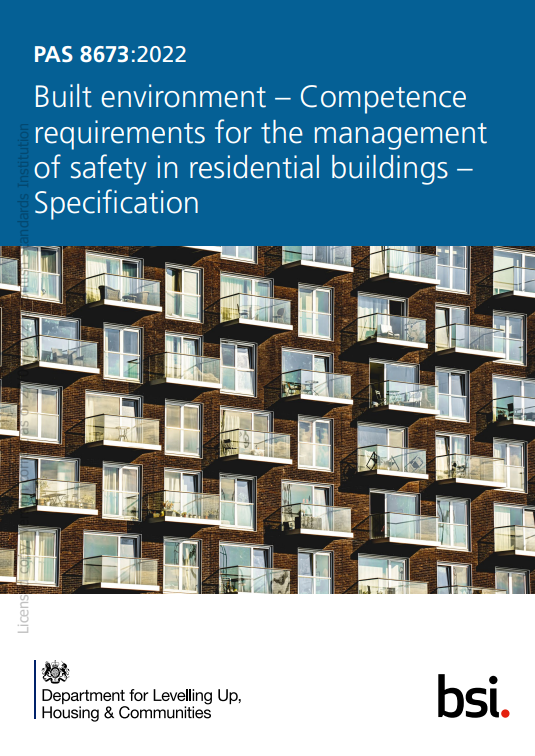 PAS 8673:2022
Built environment – Competence
requirements for the management
of safety in residential buildings –
Specification
Department for Levelling Up,
Housing & Communities
bsi.